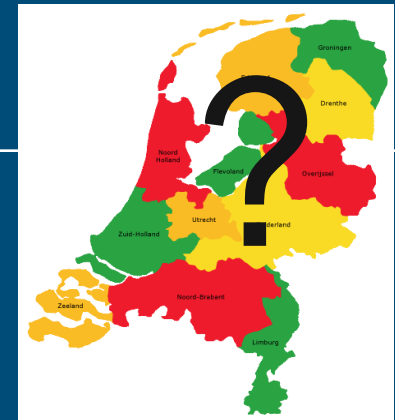 Groningen
Drenthe
Noord
Holland
Flevoland
Overijssel
Utrecht
Zuid-Holland
Zeeland
Noord-Brabant
Limburg
?